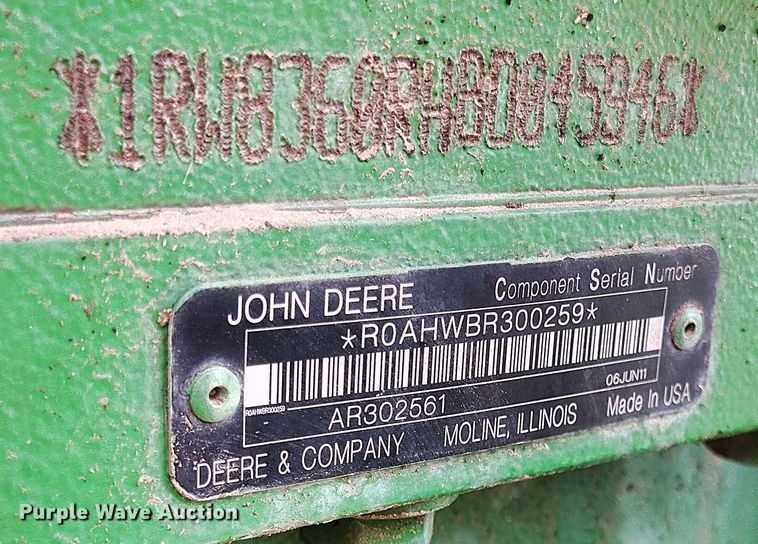 *1RW8360RHBD045946*
JOHN DEERE Component Serial Number
*R0AHWBR300259*
R0AHWBR300259 06JUN11
AR302561 Made In USA
DEERE & COMPANY MOLINE, ILLINOIS
Purple Wave Auction